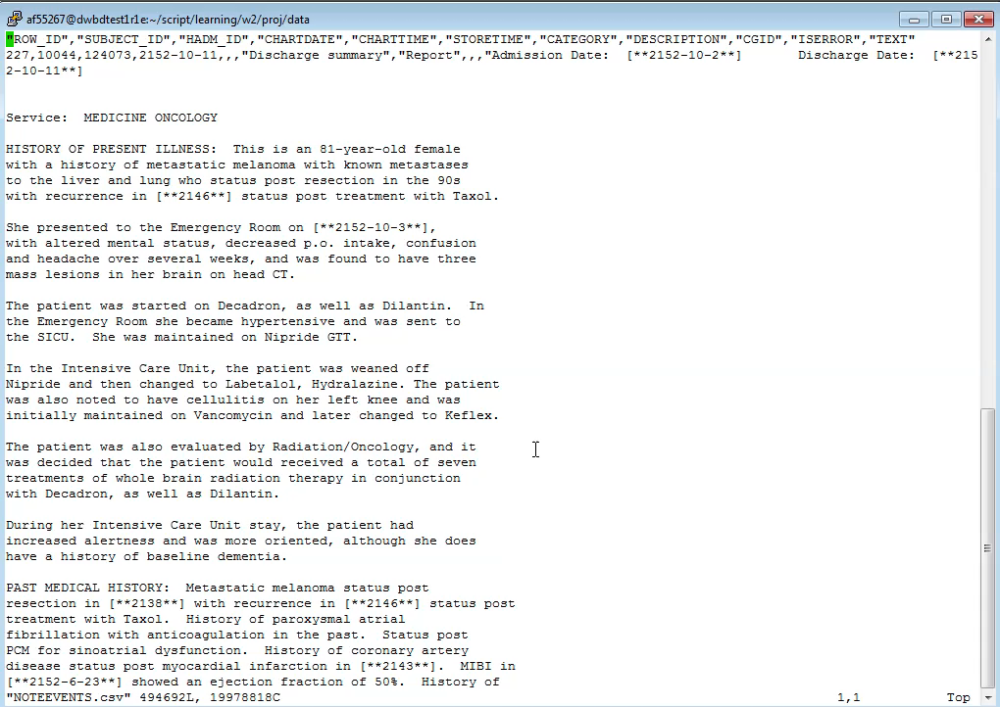 af55267@dwbdtest1r1e:~/script/learning/w2/proj/data
"ROW_ID","SUBJECT_ID","HADM_ID","CHARTDATE","CHARTTIME","STORETIME","CATEGORY","DESCRIPTION","CGID","ISERROR","TEXT"
227,10044,124073,2152-10-11,,,"Discharge summary","Report",,,"Admission Date:  [**2152-10-2**]       Discharge Date:  [**215
2-10-11**]
Service:  MEDICINE ONCOLOGY
HISTORY OF PRESENT ILLNESS:  This is an 81-year-old female
with a history of metastatic melanoma with known metastases
to the liver and lung who status post resection in the 90s
with recurrence in [**2146**] status post treatment with Taxol.
She presented to the Emergency Room on [**2152-10-3**],
with altered mental status, decreased p.o. intake, confusion
and headache over several weeks, and was found to have three
mass lesions in her brain on head CT.
The patient was started on Decadron, as well as Dilantin.  In
the Emergency Room she became hypertensive and was sent to
the SICU.  She was maintained on Nipride GTT.
In the Intensive Care Unit, the patient was weaned off
Nipride and then changed to Labetalol, Hydralazine. The patient
was also noted to have cellulitis on her left knee and was
initially maintained on Vancomycin and later changed to Keflex.
The patient was also evaluated by Radiation/Oncology, and it
was decided that the patient would received a total of seven
treatments of whole brain radiation therapy in conjunction
with Decadron, as well as Dilantin.
During her Intensive Care Unit stay, the patient had
increased alertness and was more oriented, although she does
have a history of baseline dementia.
PAST MEDICAL HISTORY:  Metastatic melanoma status post
resection in [**2138**] with recurrence in [**2146**] status post
treatment with Taxol.  History of paroxysmal atrial
fibrillation with anticoagulation in the past.  Status post
PCM for sinoatrial dysfunction.  History of coronary artery
disease status post myocardial infarction in [**2143**].  MIBI in
[**2152-6-23**] showed an ejection fraction of 50%.  History of
"NOTEEVENTS.csv" 494692L, 19978818C 1,1 Top